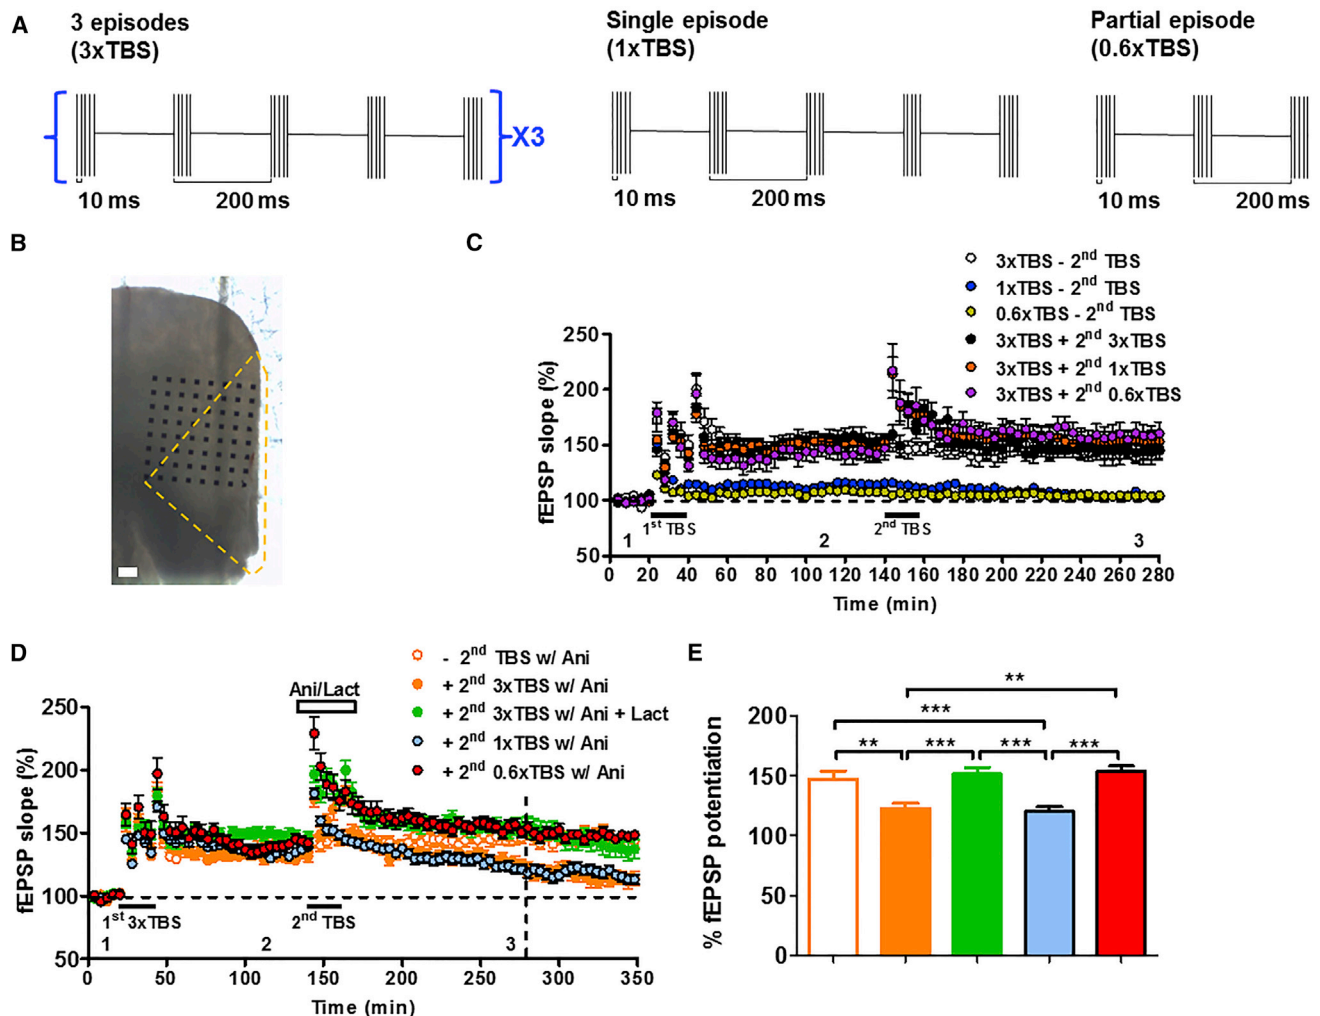 A
3 episodes
(3xTBS)
X3
10 ms
200 ms
Single episode
(1xTBS)
10 ms
200 ms
Partial episode
(0.6xTBS)
10 ms
200 ms
B
C
3xTBS - 2nd TBS
1xTBS - 2nd TBS
0.6xTBS - 2nd TBS
3xTBS + 2nd 3xTBS
3xTBS + 2nd 1xTBS
3xTBS + 2nd 0.6xTBS
fEPSP slope (%)
250
200
150
100
50
1st TBS
2nd TBS
1
2
3
0 20 40 60 80 100 120 140 160 180 200 220 240 260 280
Time (min)
D
- 2nd TBS w/ Ani
+ 2nd 3xTBS w/ Ani
+ 2nd 3xTBS w/ Ani + Lact
+ 2nd 1xTBS w/ Ani
+ 2nd 0.6xTBS w/ Ani
Ani/Lact
fEPSP slope (%)
250
200
150
100
50
1st 3xTBS
2nd TBS
1
2
3
0 50 100 150 200 250 300 350
Time (min)
E
% fEPSP potentiation
200
150
100
50
0
**
***
** *** *** ***